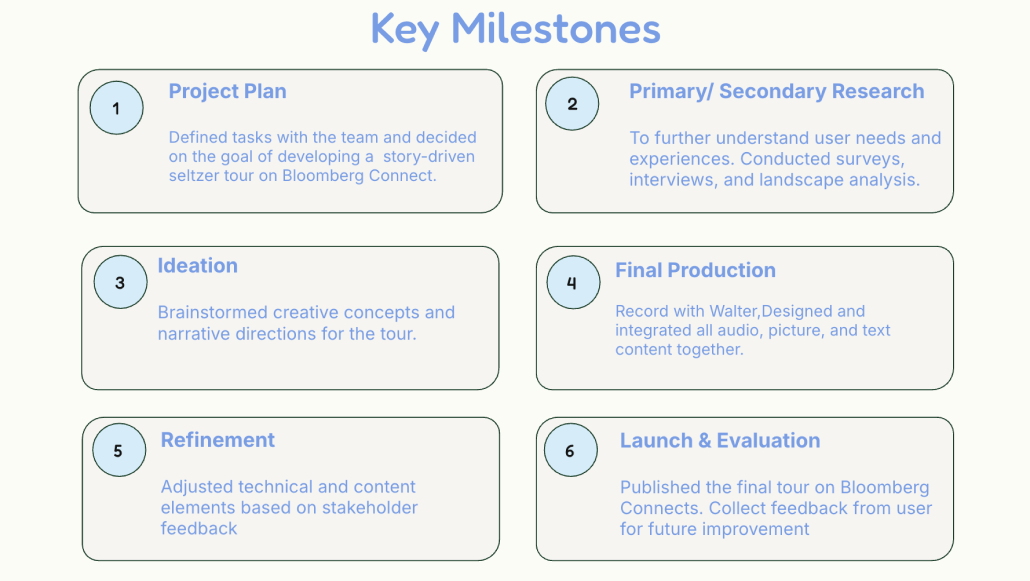 Key Milestones
1
Project Plan
Defined tasks with the team and decided
on the goal of developing a  story-driven
seltzer tour on Bloomberg Connect.
2
Primary/ Secondary Research
To further understand user needs and
experiences. Conducted surveys,
interviews, and landscape analysis.
3
Ideation
Brainstormed creative concepts and
narrative directions for the tour.
4
Final Production
Record with Walter,Designed and
integrated all audio, picture, and text
content together.
5
Refinement
Adjusted technical and content
elements based on stakeholder
feedback
6
Launch & Evaluation
Published the final tour on Bloomberg
Connects. Collect feedback from user
for future improvement